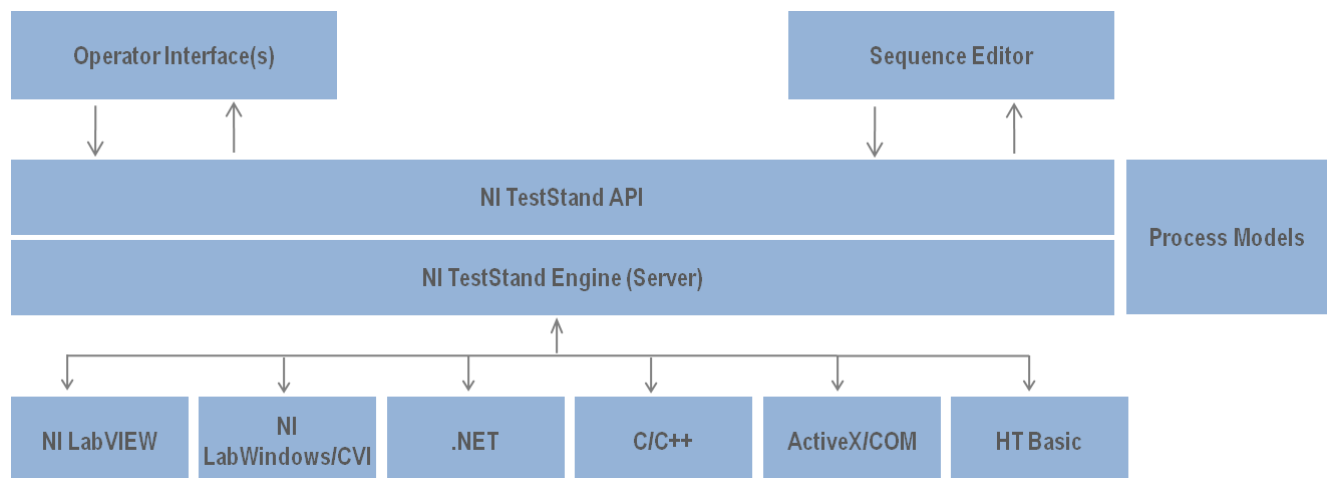 Operator Interface(s)
Sequence Editor
NI TestStand API
Process Models
NI TestStand Engine (Server)
NI LabVIEW
NI
LabWindows/CVI
.NET
C/C++
ActiveX/COM
HT Basic